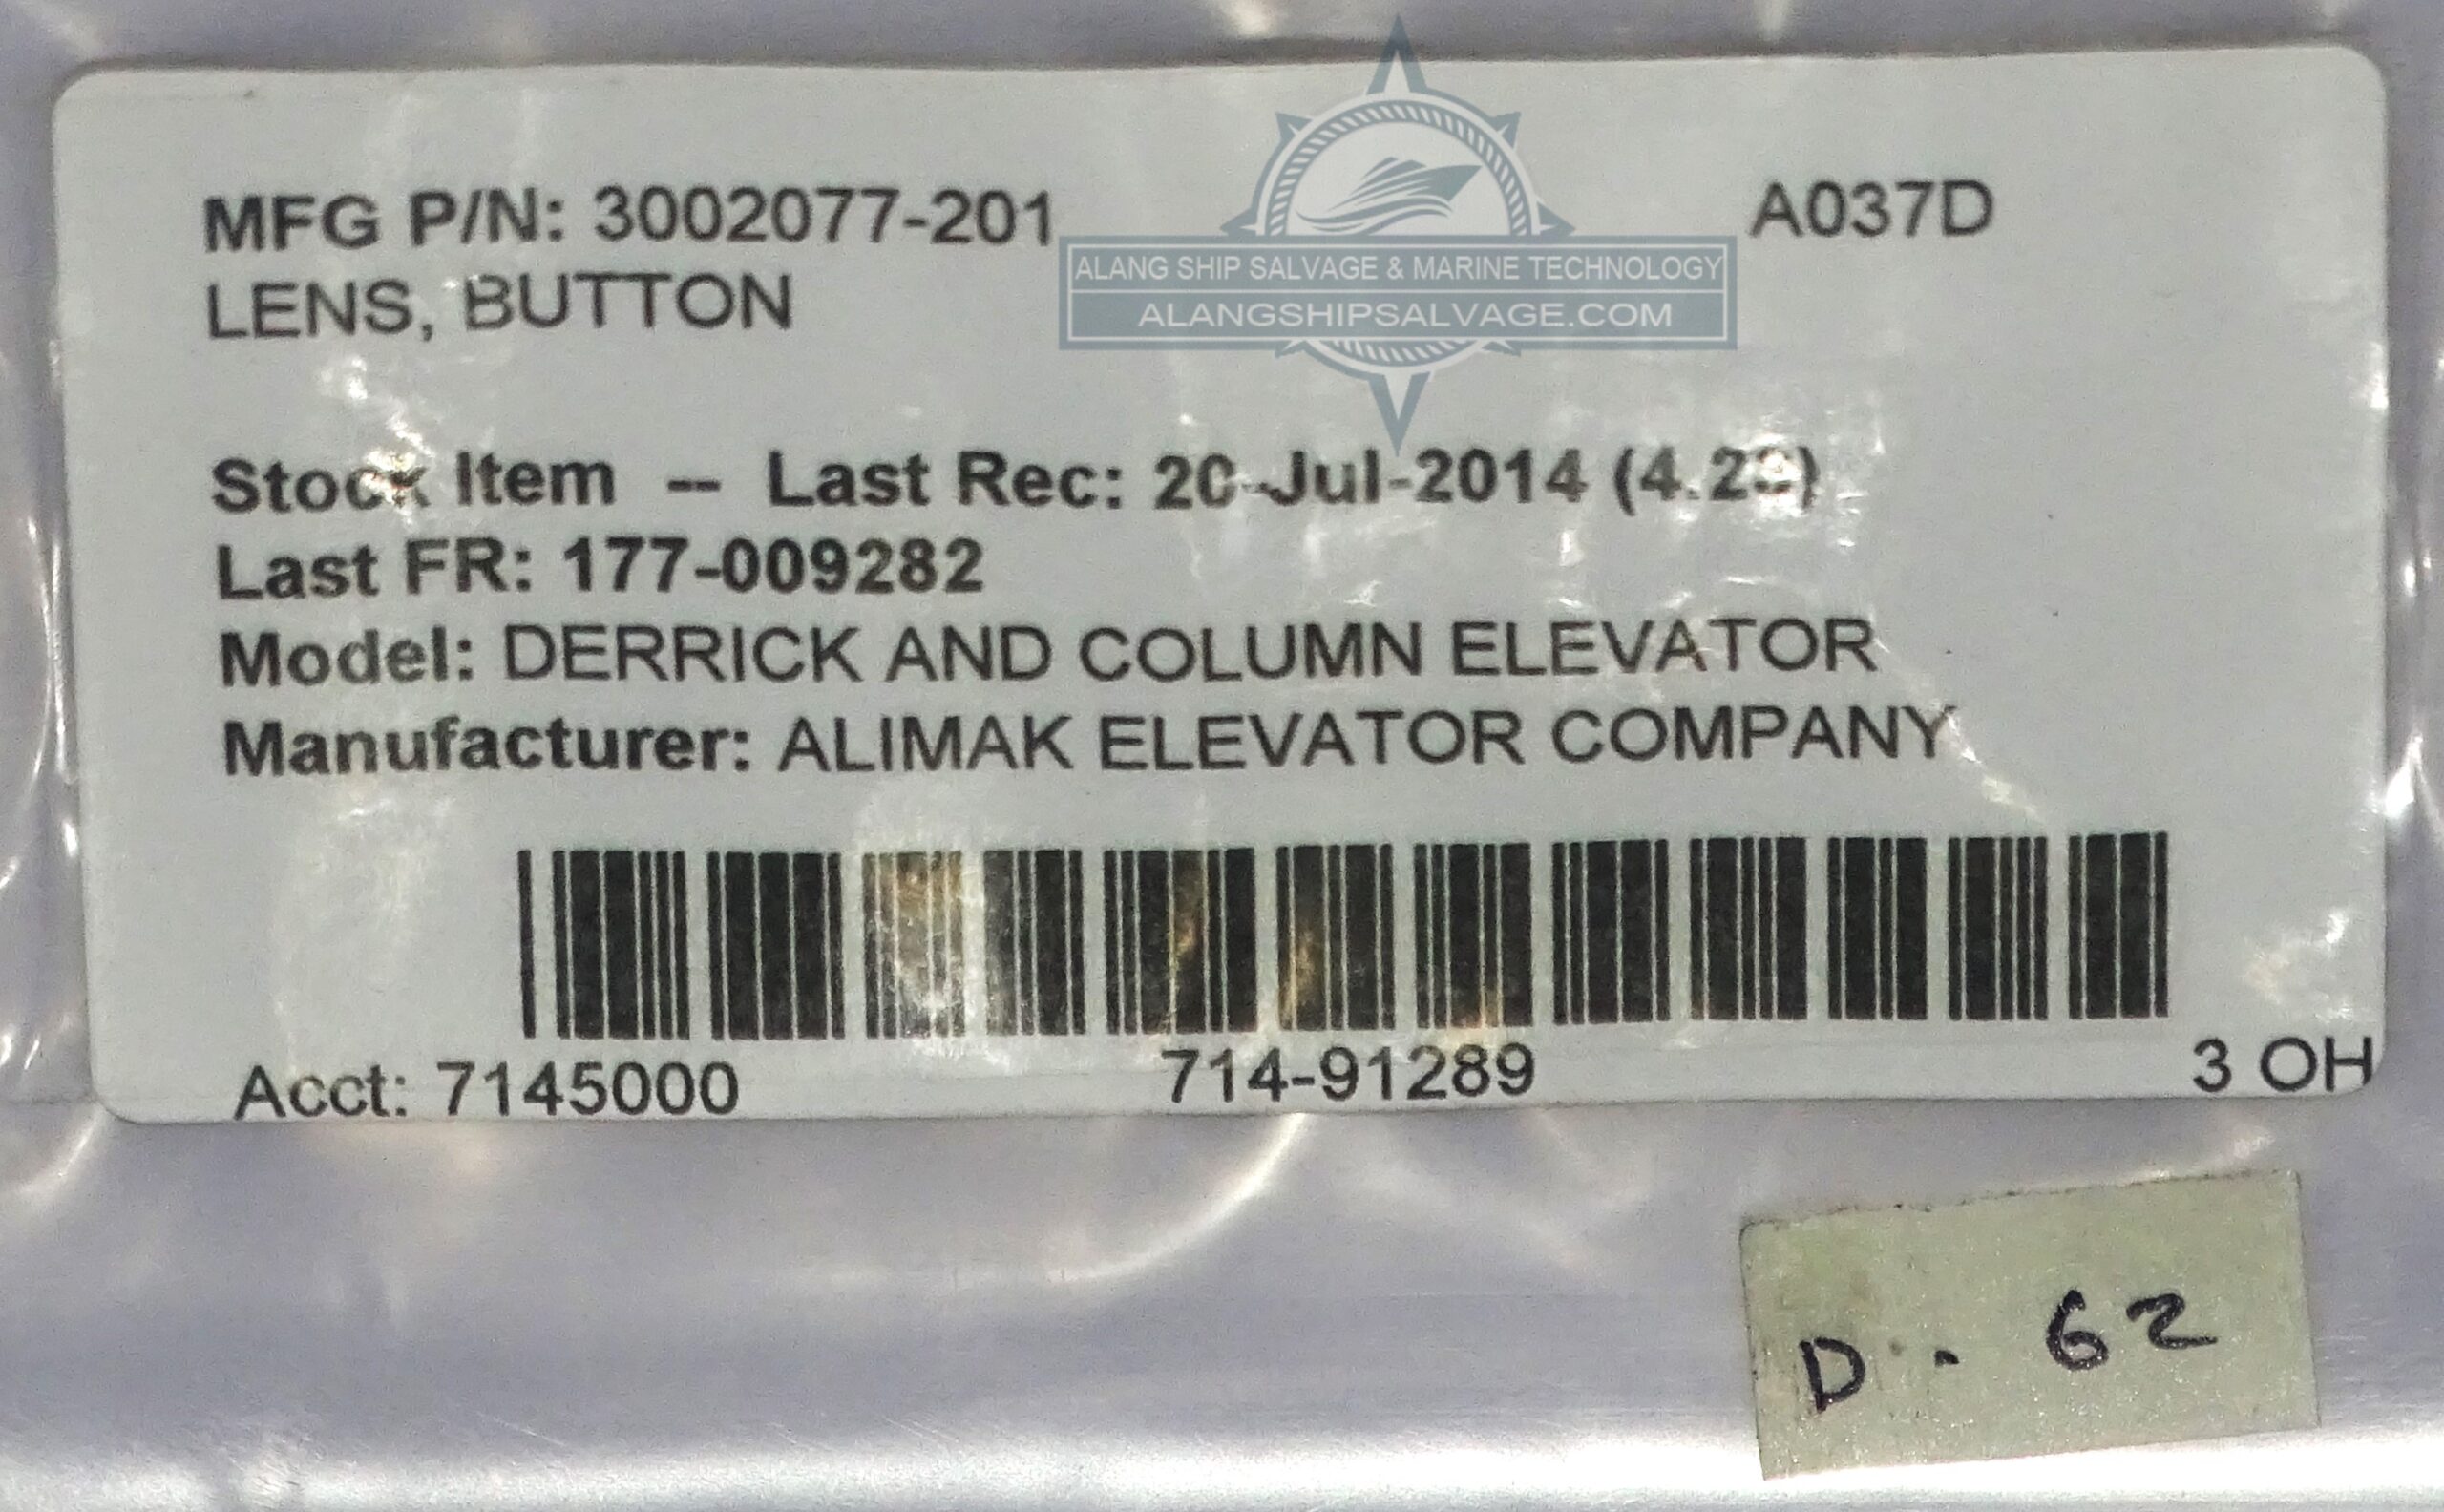 MFG P/N: 3002077-201
A037D
LENS, BUTTON
ALANG SHIP SALVAGE & MARINE TECHNOLOGY
ALANGSHIPSALVAGE.COM
Stock Item -- Last Rec: 20-Jul-2014
Last FR: 177-009282
Model: DERRICK AND COLUMN ELEVATOR
Manufacturer: ALIMAK ELEVATOR COMPANY
Acct: 7145000
714-91289
3 OH
D - 62